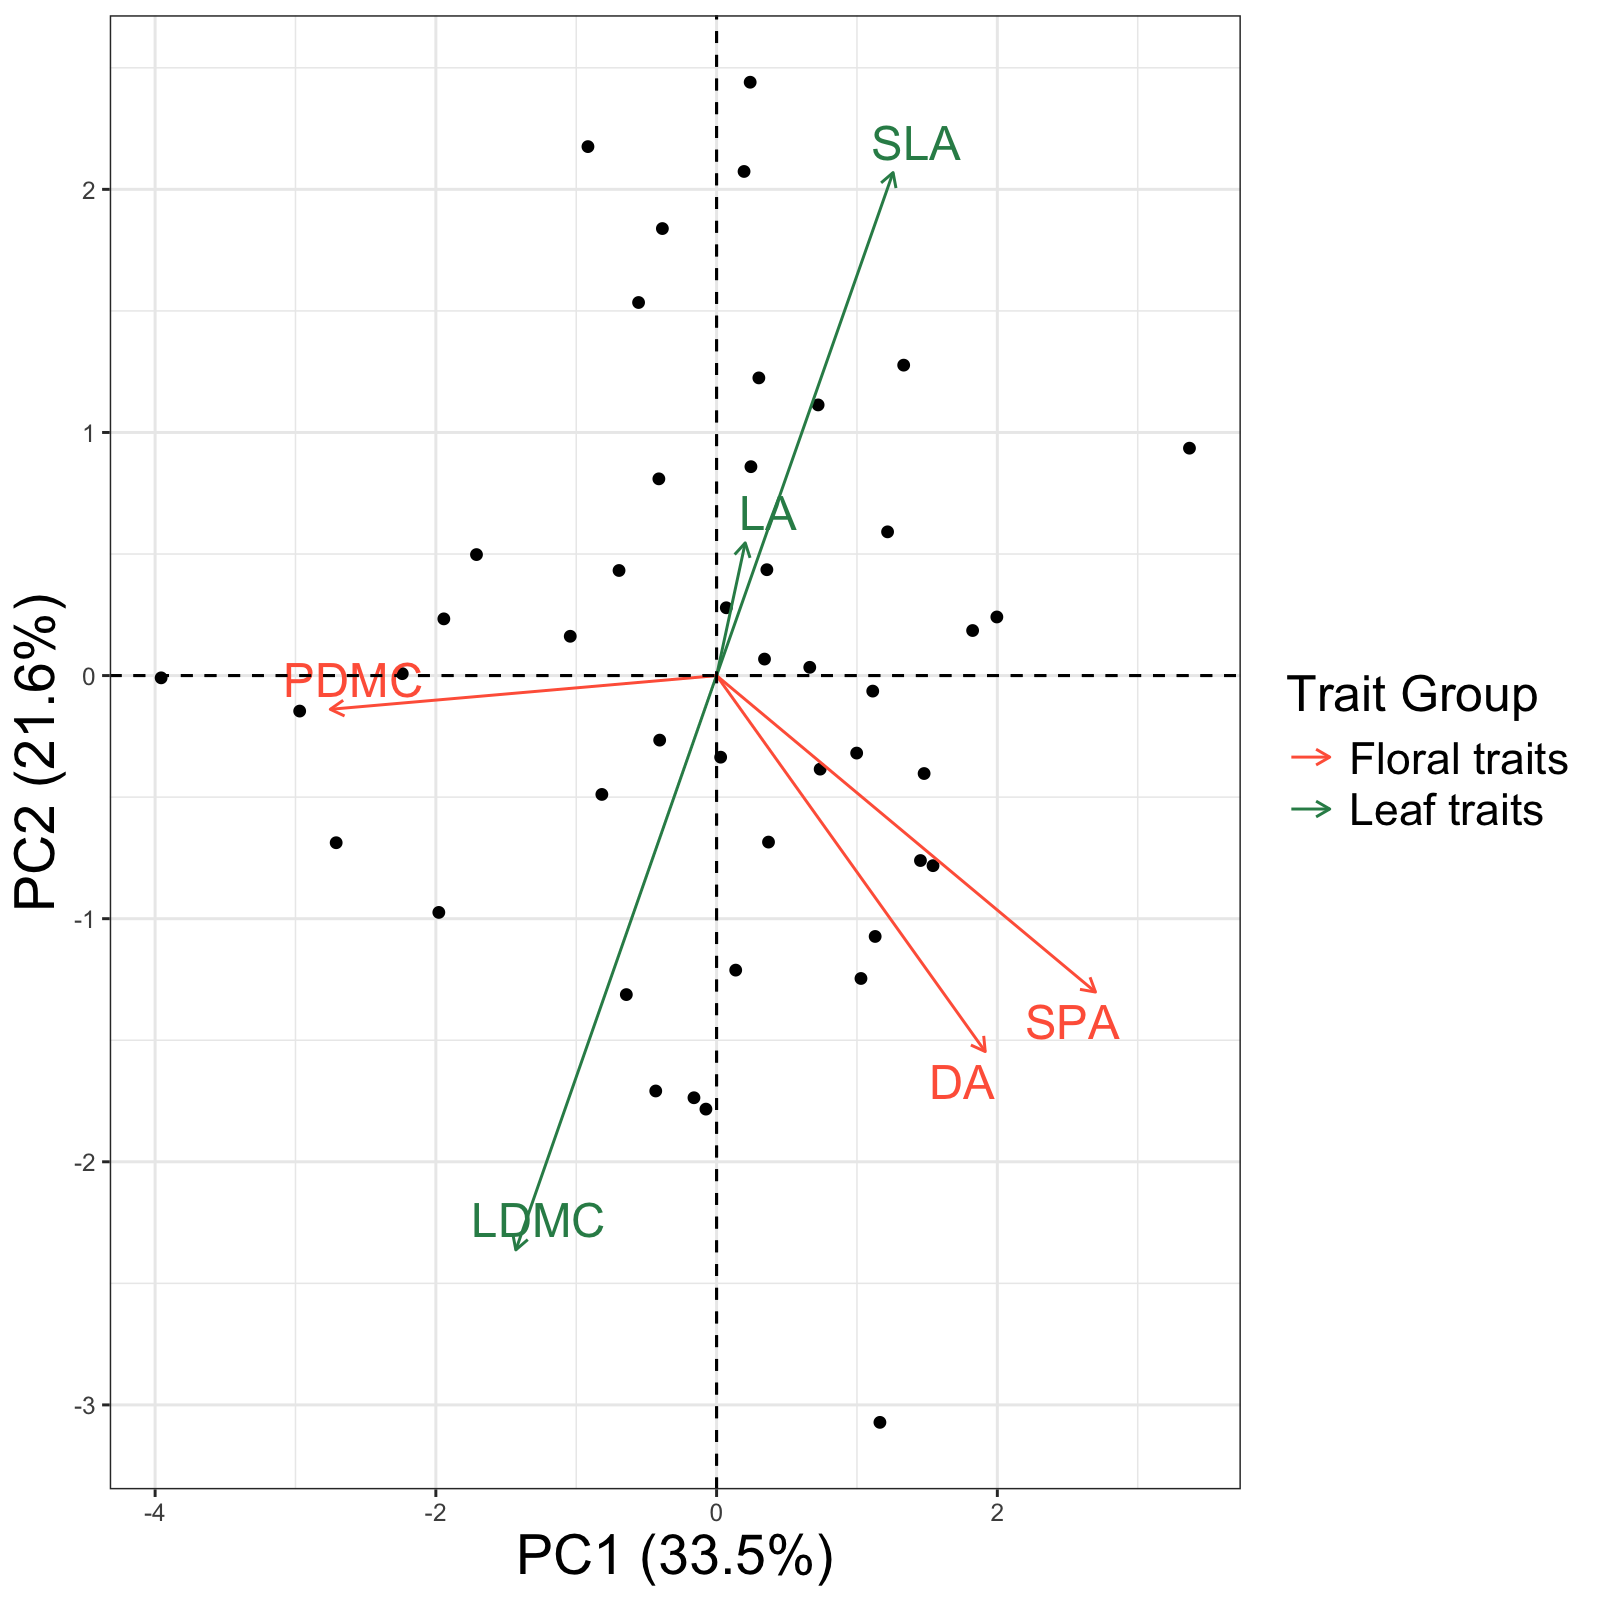 SLA
LA
PDMC
SPA
DA
LDMC
2
1
0
-1
-2
-3
-4
-2
0
2
PC1 (33.5%)
PC2 (21.6%)
Trait Group
Floral traits
Leaf traits